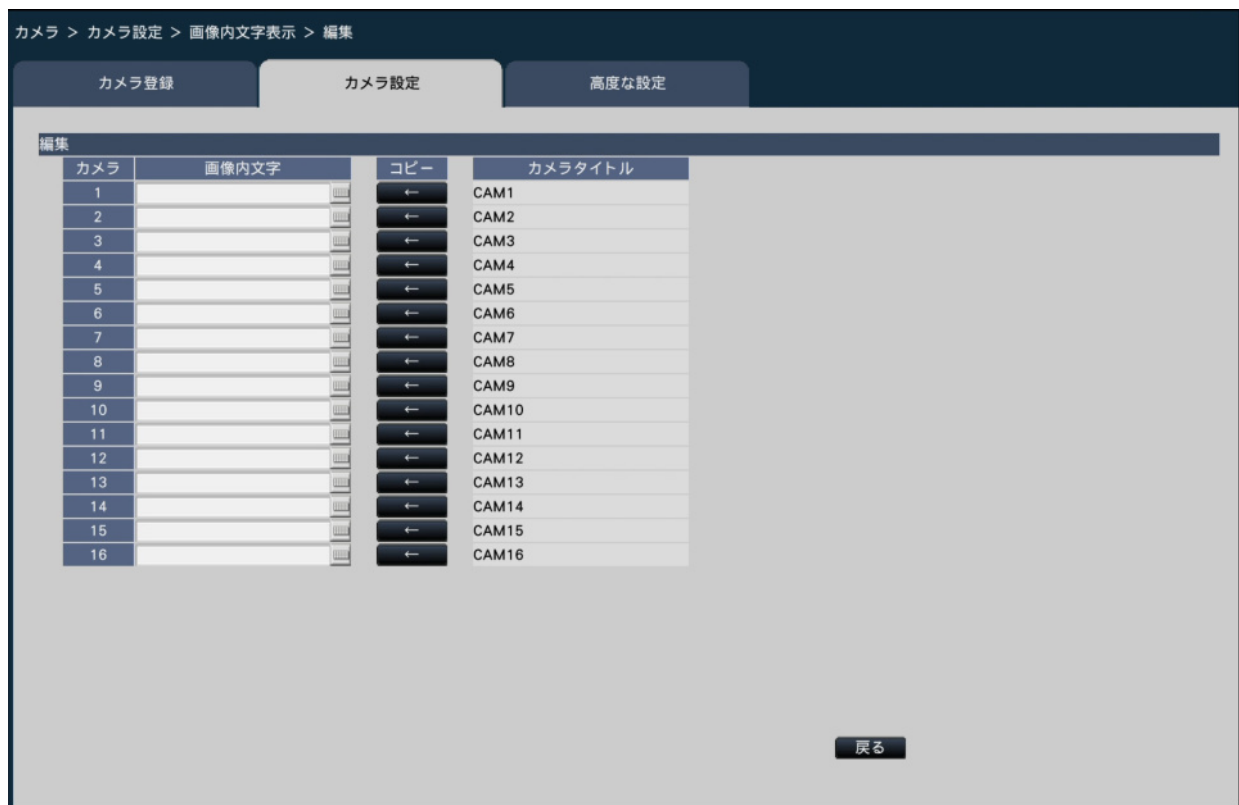 カメラ > カメラ設定 > 画像内文字表示 > 編集
カメラ登録 カメラ設定 高度な設定
編集
カメラ 画像内文字 コピー カメラタイトル
1 ← CAM1
2 ← CAM2
3 ← CAM3
4 ← CAM4
5 ← CAM5
6 ← CAM6
7 ← CAM7
8 ← CAM8
9 ← CAM9
10 ← CAM10
11 ← CAM11
12 ← CAM12
13 ← CAM13
14 ← CAM14
15 ← CAM15
16 ← CAM16
戻る